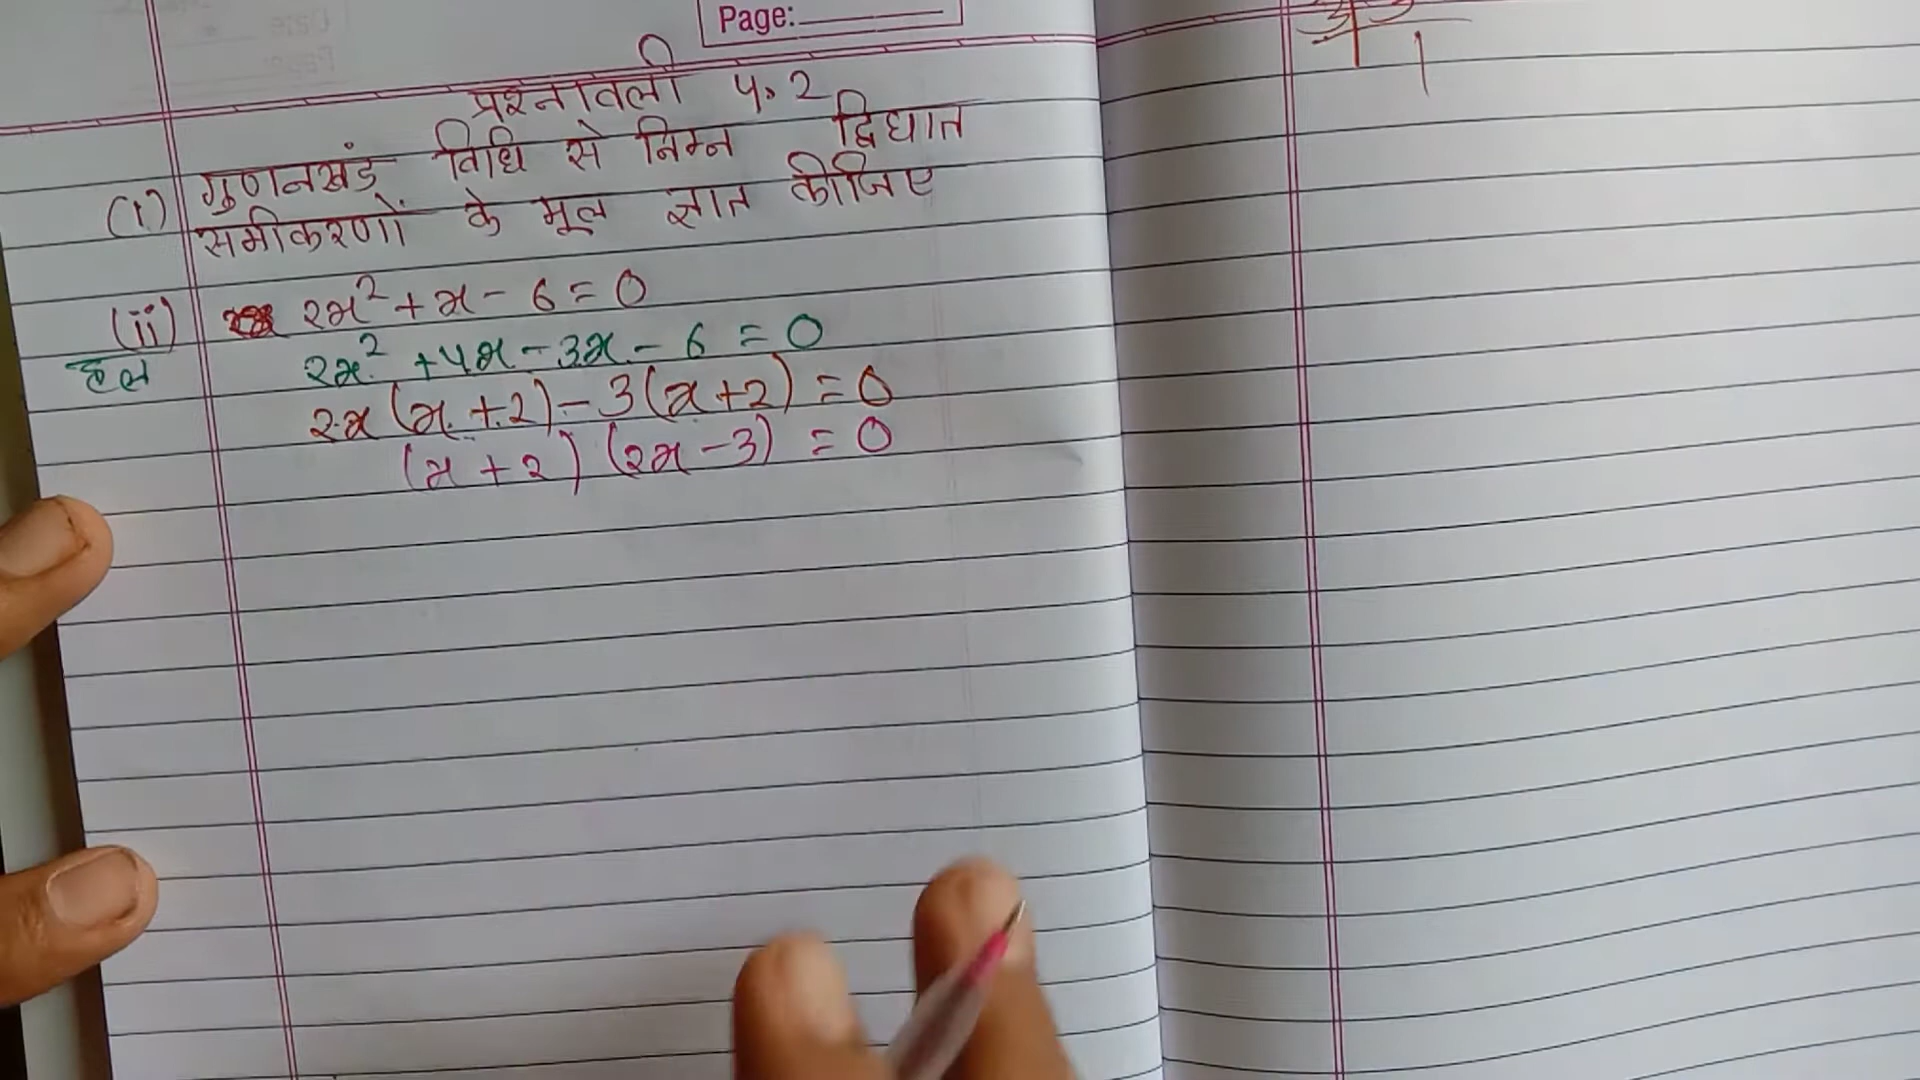 Page:
प्रश्नावली 4.2
(1) गुणनखंड विधि से निम्न द्विघात
समीकरणों के मूल ज्ञात कीजिए
(ii) 2x² + x - 6 = 0
हल 2x² + 4x - 3x - 6 = 0
2x (x + 2) - 3 (x + 2) = 0
(x + 2) (2x - 3) = 0
1